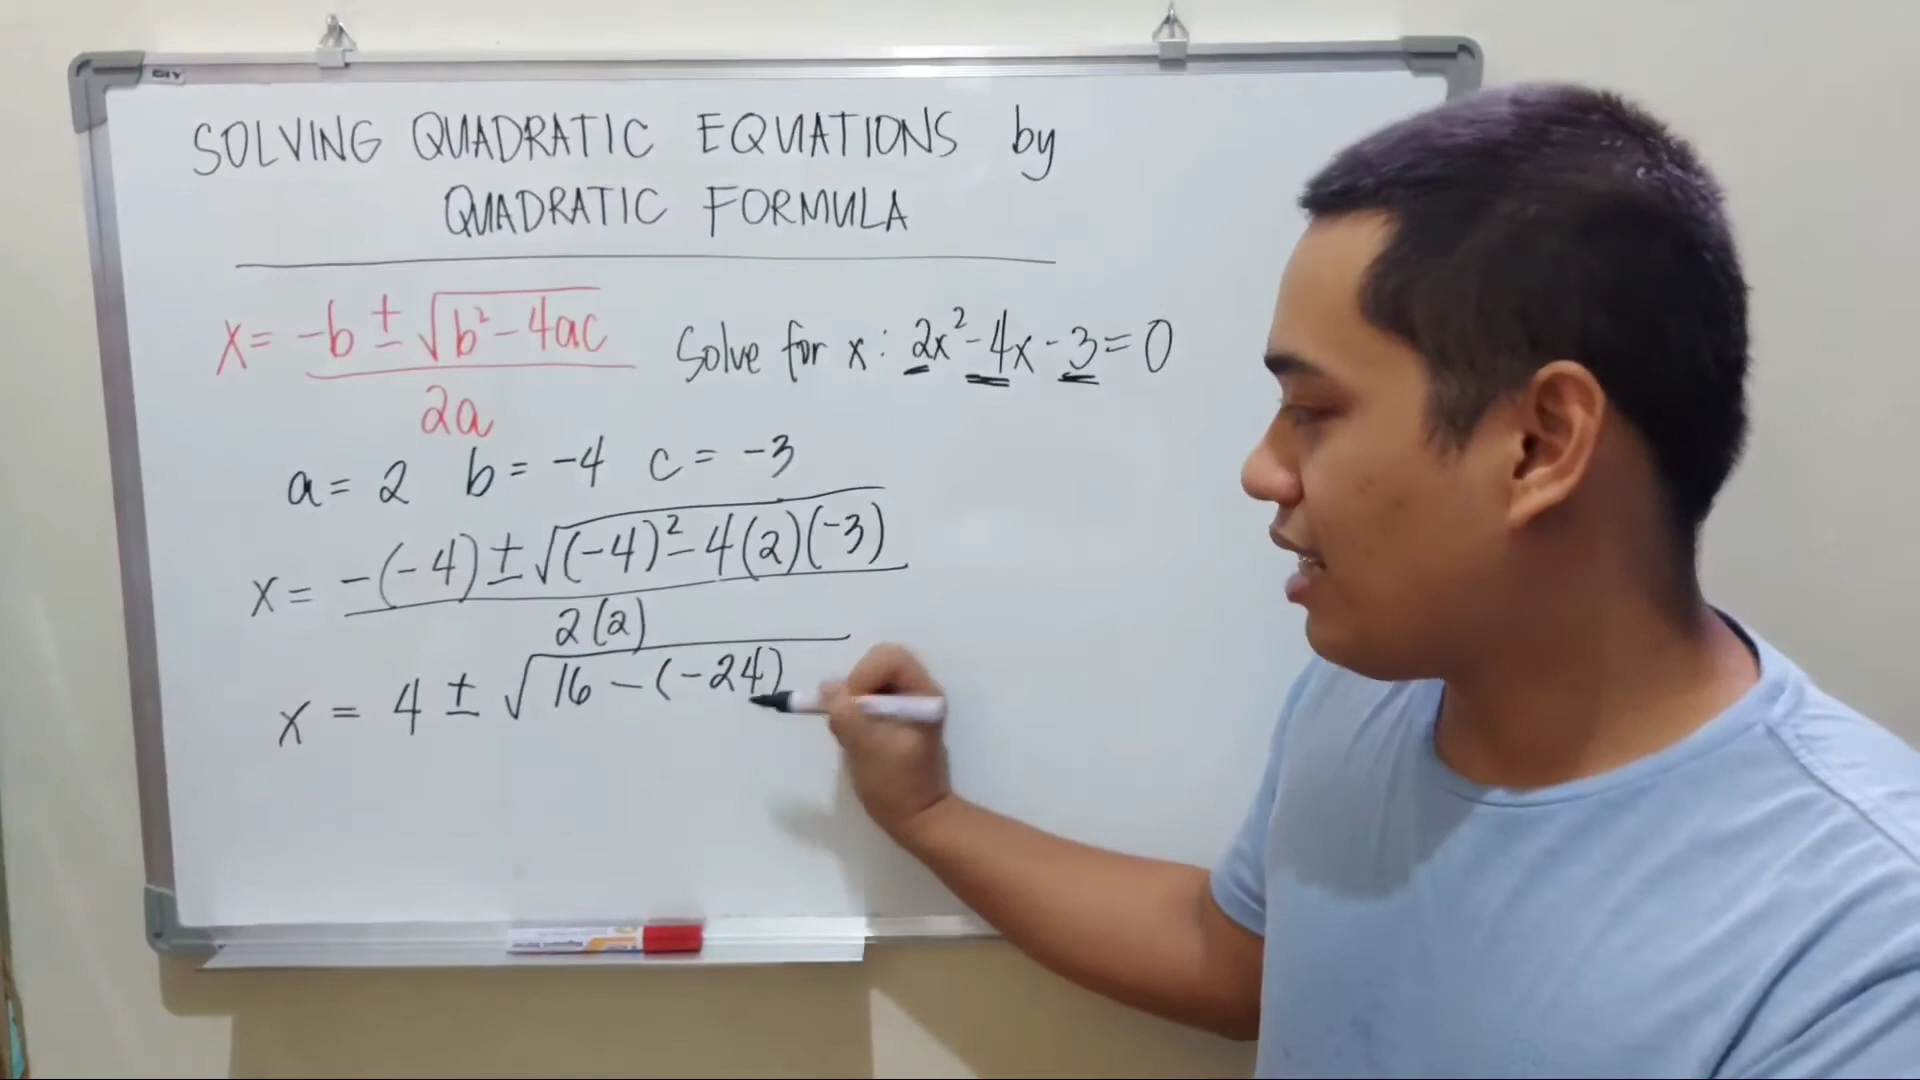 DIY
SOLVING QUADRATIC EQUATIONS by
QUADRATIC FORMULA
x = -b ± √(b² - 4ac) / 2a
Solve for x : 2x² - 4x - 3 = 0
a = 2 b = -4 c = -3
x = -(-4) ± √((-4)² - 4(2)(-3)) / 2(2)
x = 4 ± √(16 - (-24)